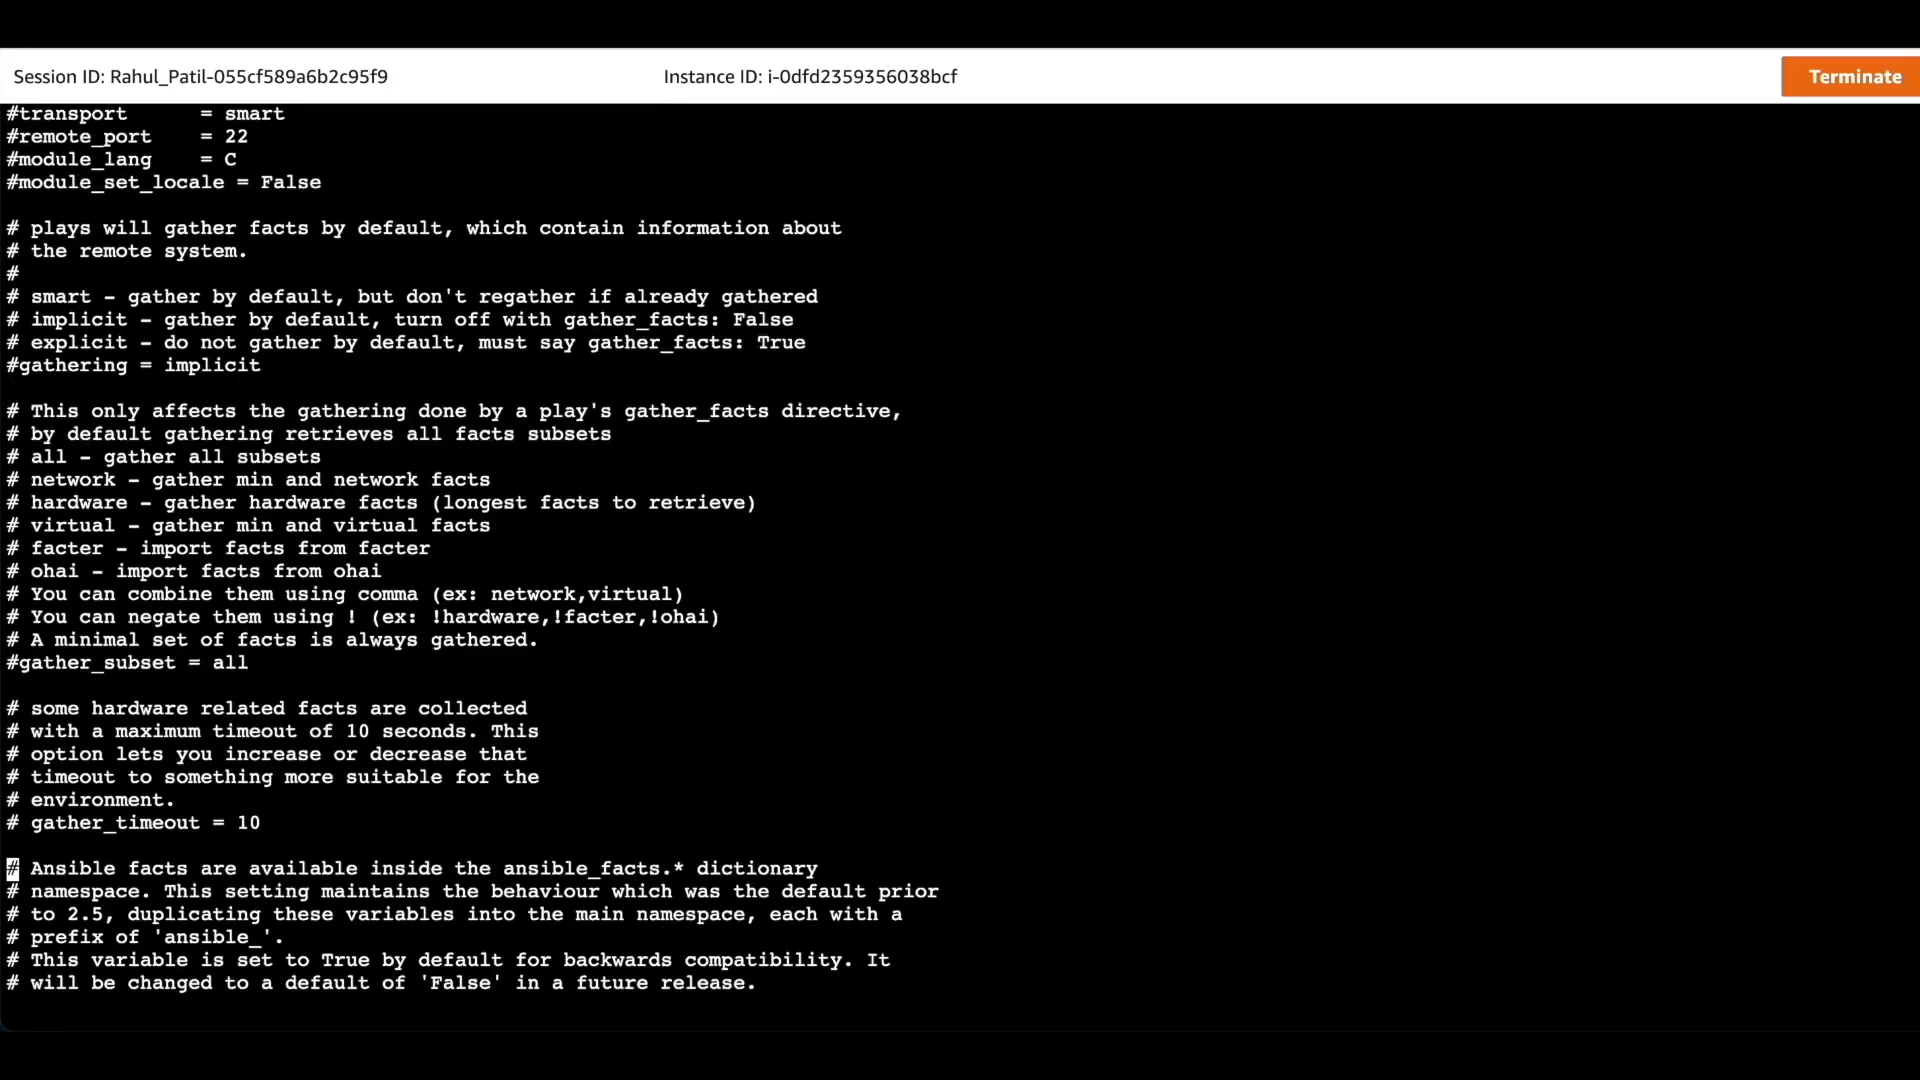 Session ID: Rahul_Patil-055cf589a6b2c95f9 Instance ID: i-0dfd2359356038bcf Terminate
#transport      = smart
#remote_port    = 22
#module_lang    = C
#module_set_locale = False
# plays will gather facts by default, which contain information about
# the remote system.
#
# smart - gather by default, but don't regather if already gathered
# implicit - gather by default, turn off with gather_facts: False
# explicit - do not gather by default, must say gather_facts: True
#gathering = implicit
# This only affects the gathering done by a play's gather_facts directive,
# by default gathering retrieves all facts subsets
# all - gather all subsets
# network - gather min and network facts
# hardware - gather hardware facts (longest facts to retrieve)
# virtual - gather min and virtual facts
# facter - import facts from facter
# ohai - import facts from ohai
# You can combine them using comma (ex: network,virtual)
# You can negate them using ! (ex: !hardware,!facter,!ohai)
# A minimal set of facts is always gathered.
#gather_subset = all
# some hardware related facts are collected
# with a maximum timeout of 10 seconds. This
# option lets you increase or decrease that
# timeout to something more suitable for the
# environment.
# gather_timeout = 10
# Ansible facts are available inside the ansible_facts.* dictionary
# namespace. This setting maintains the behaviour which was the default prior
# to 2.5, duplicating these variables into the main namespace, each with a
# prefix of 'ansible_'.
# This variable is set to True by default for backwards compatibility. It
# will be changed to a default of 'False' in a future release.